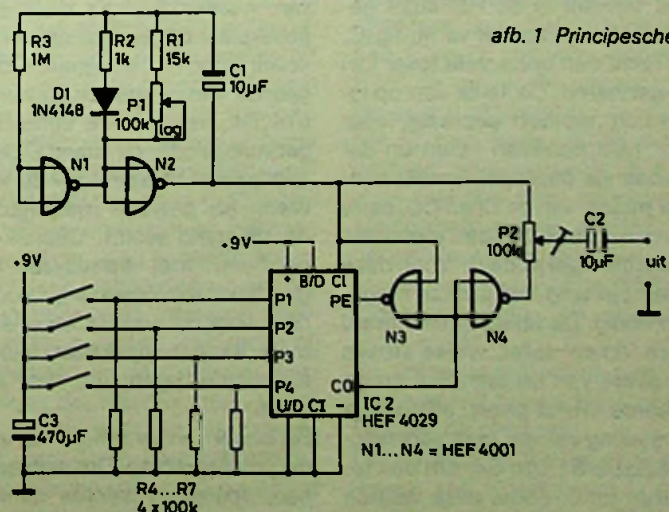 afb. 1 Principesche
R3
1M
R2
1k
R1
15k
C1
10µF
D1
1N4148
P1
100k
log
N1
N2
+9V
+9V
+ B/D Cl
P1
P2
P3
P4
PE
CO
U/D CI -
IC 2
HEF 4029
N3
N4
P2
100k
C2
10µF
uit
N1...N4 = HEF 4001
C3
470µF
R4...R7
4 x 100k